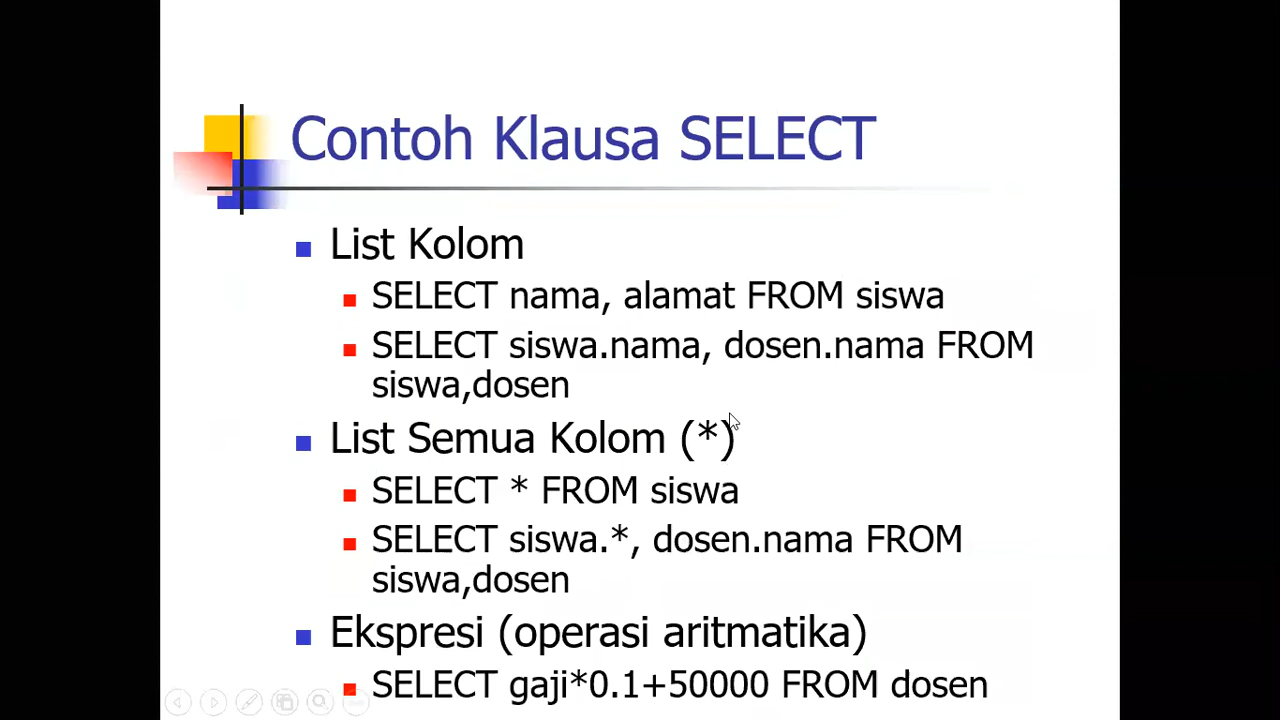 Contoh Klausa SELECT
List Kolom
SELECT nama, alamat FROM siswa
SELECT siswa.nama, dosen.nama FROM
siswa,dosen
List Semua Kolom (*)
SELECT * FROM siswa
SELECT siswa.*, dosen.nama FROM
siswa,dosen
Ekspresi (operasi aritmatika)
SELECT gaji*0.1+50000 FROM dosen